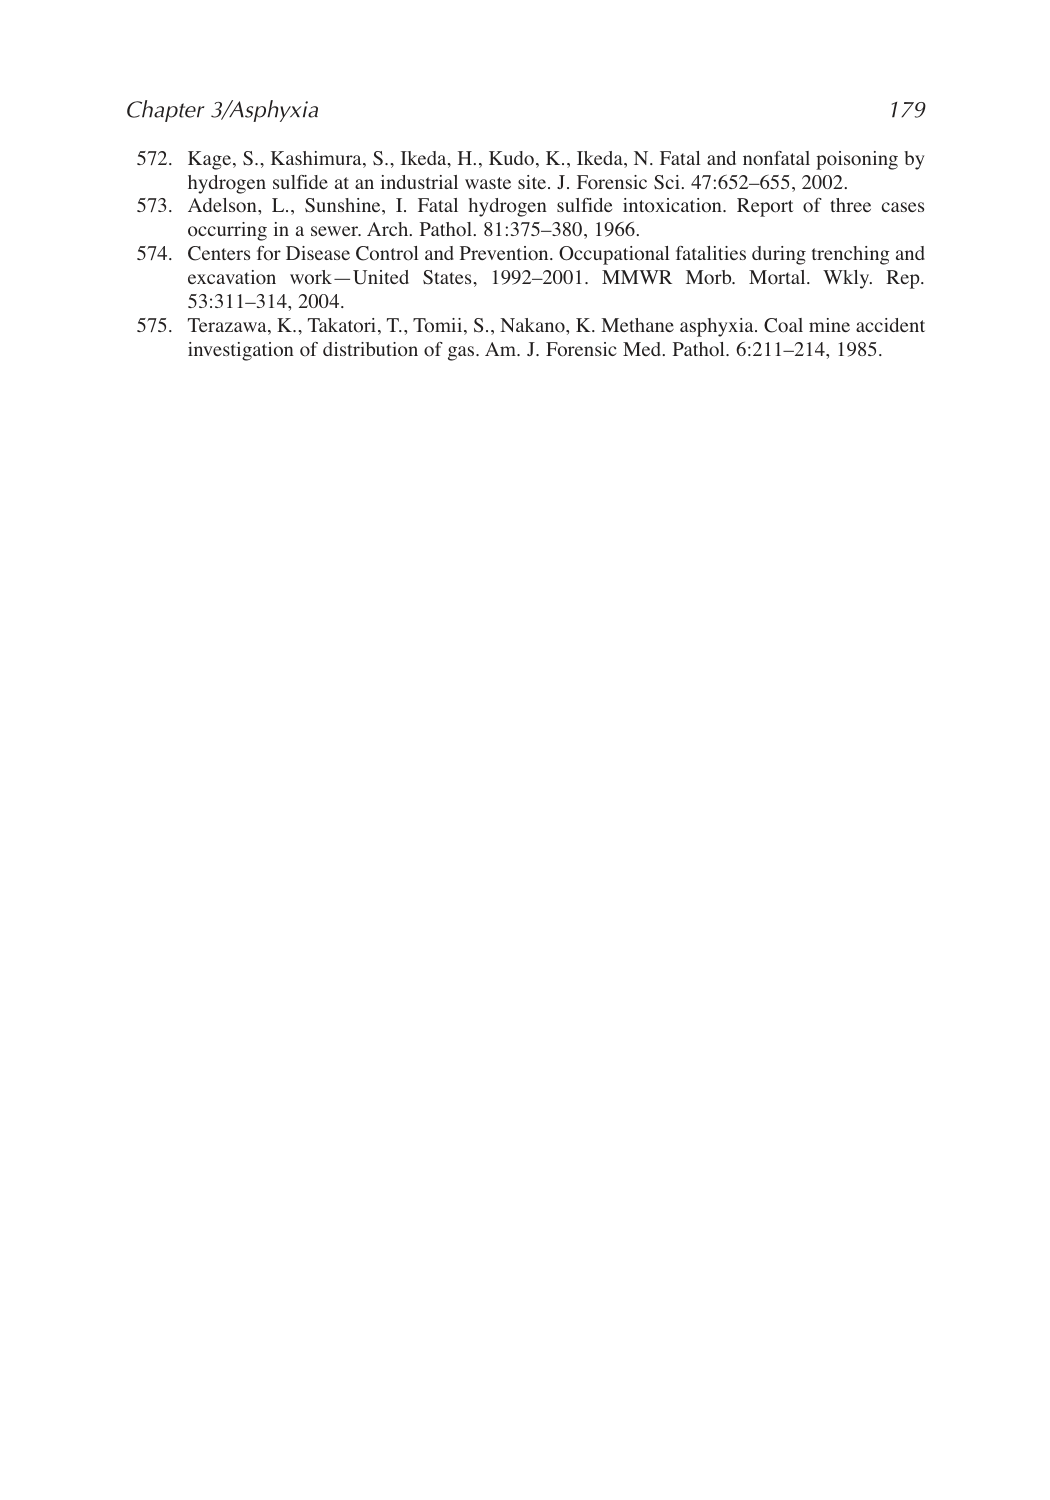 Chapter 3/Asphyxia 179
572. Kage, S., Kashimura, S., Ikeda, H., Kudo, K., Ikeda, N. Fatal and nonfatal poisoning by
hydrogen sulfide at an industrial waste site. J. Forensic Sci. 47:652–655, 2002.
573. Adelson, L., Sunshine, I. Fatal hydrogen sulfide intoxication. Report of three cases
occurring in a sewer. Arch. Pathol. 81:375–380, 1966.
574. Centers for Disease Control and Prevention. Occupational fatalities during trenching and
excavation work—United States, 1992–2001. MMWR Morb. Mortal. Wkly. Rep.
53:311–314, 2004.
575. Terazawa, K., Takatori, T., Tomii, S., Nakano, K. Methane asphyxia. Coal mine accident
investigation of distribution of gas. Am. J. Forensic Med. Pathol. 6:211–214, 1985.